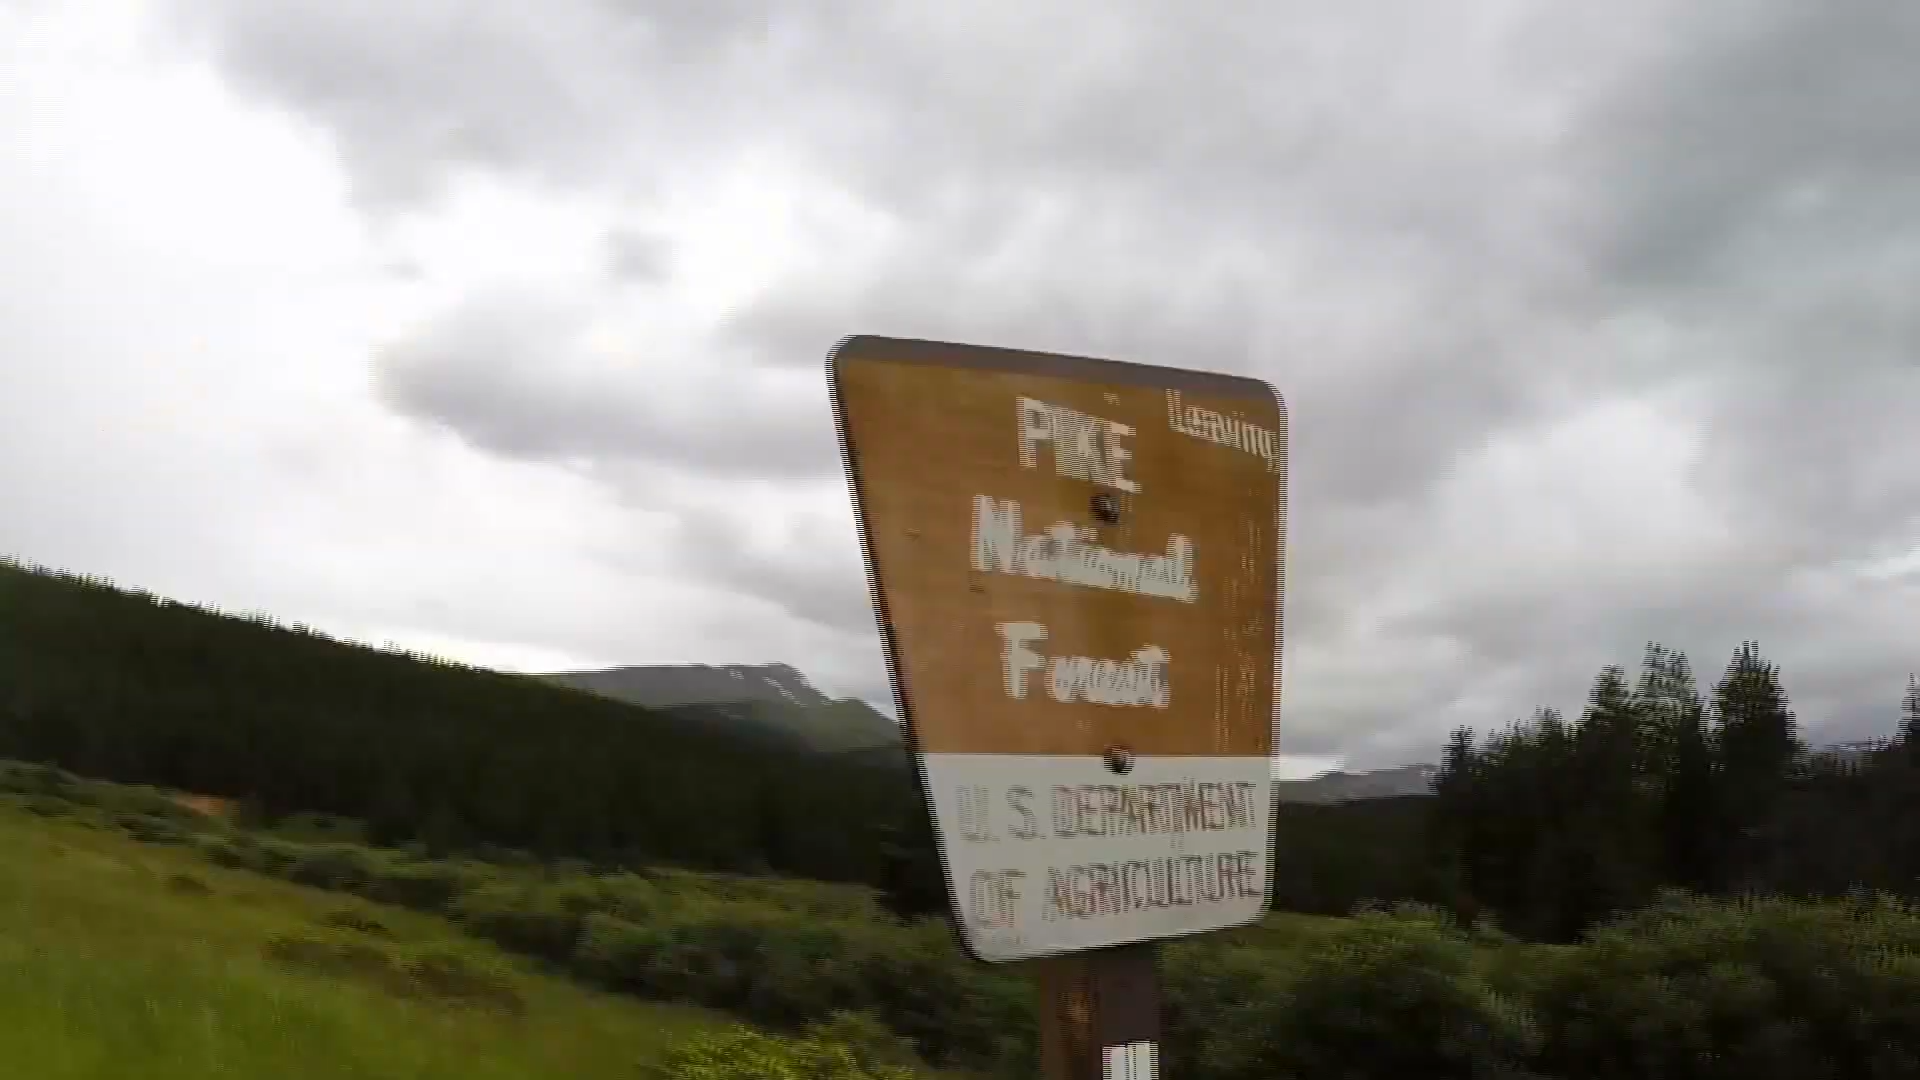 Leaving
PIKE
National
Forest
U. S. DEPARTMENT
OF AGRICULTURE